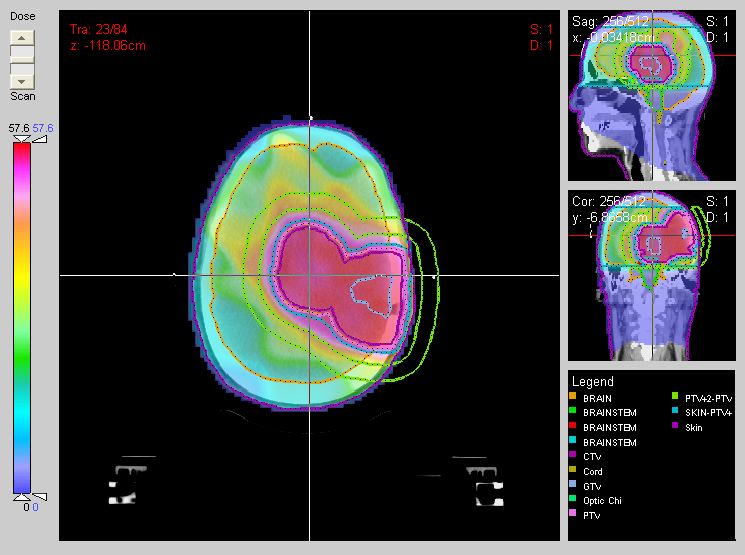 Dose
Scan
57.6 57.6
0 0
Tra: 23/84
z: -118.06cm
S: 1
D: 1
Sag: 256/512
x: -0.03418cm
S: 1
D: 1
Cor: 256/512
y: -6.8658cm
S: 1
D: 1
Legend
BRAIN
BRAINSTEM
BRAINSTEM
BRAINSTEM
CTV
Cord
GTV
Optic Chi
PTV
PTV+2-PTV
SKIN-PTV+
Skin